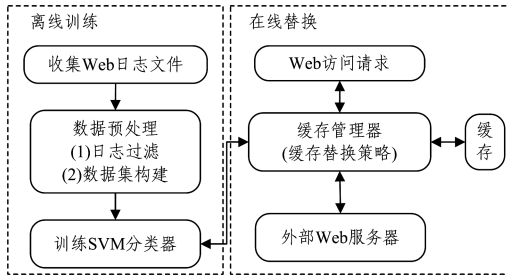 离线训练
收集Web日志文件
数据预处理
(1)日志过滤
(2)数据集构建
训练SVM分类器
在线替换
Web访问请求
缓存管理器
(缓存替换策略)
缓
存
外部Web服务器